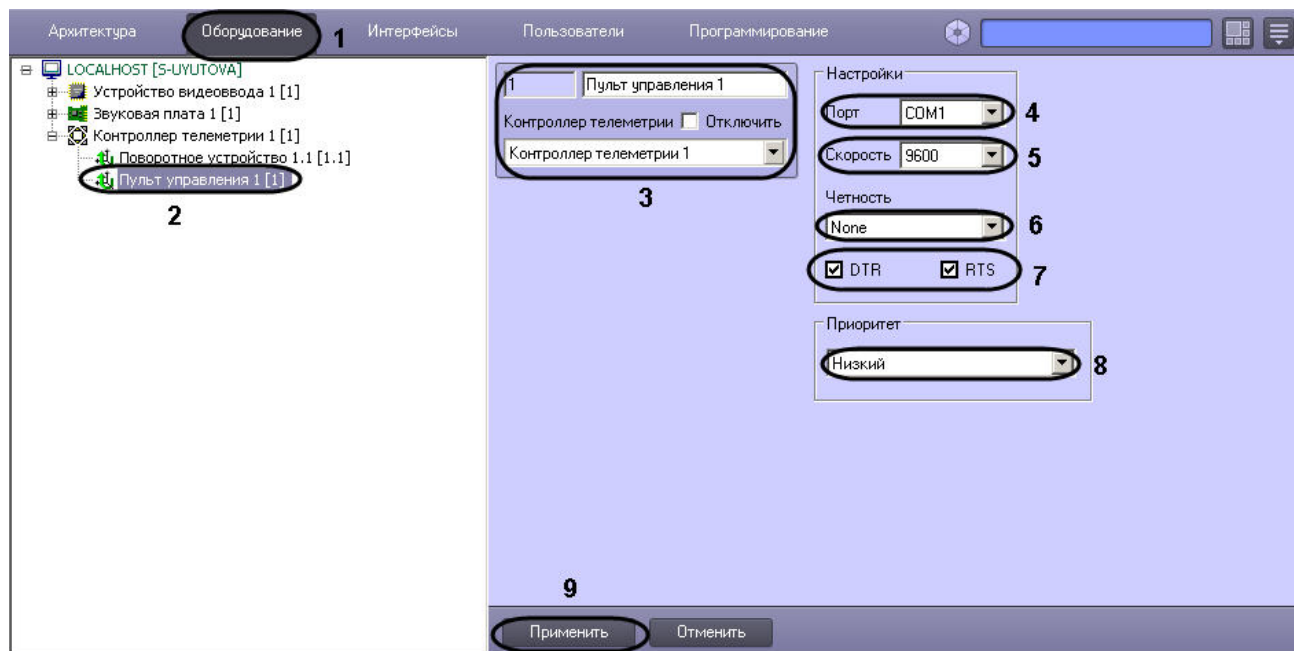 Архитектура Оборудование 1 Интерфейсы Пользователи Программирование
LOCALHOST [S-UYUTOVA]
Устройство видеоввода 1 [1]
Звуковая плата 1 [1]
Контроллер телеметрии 1 [1]
Поворотное устройство 1.1 [1.1]
Пульт управления 1 [1]
2
1 Пульт управления 1
Контроллер телеметрии Отключить
Контроллер телеметрии 1
3
Настройки
Порт COM1 4
Скорость 9600 5
Четность
None 6
DTR RTS 7
Приоритет
Низкий 8
9
Применить Отменить